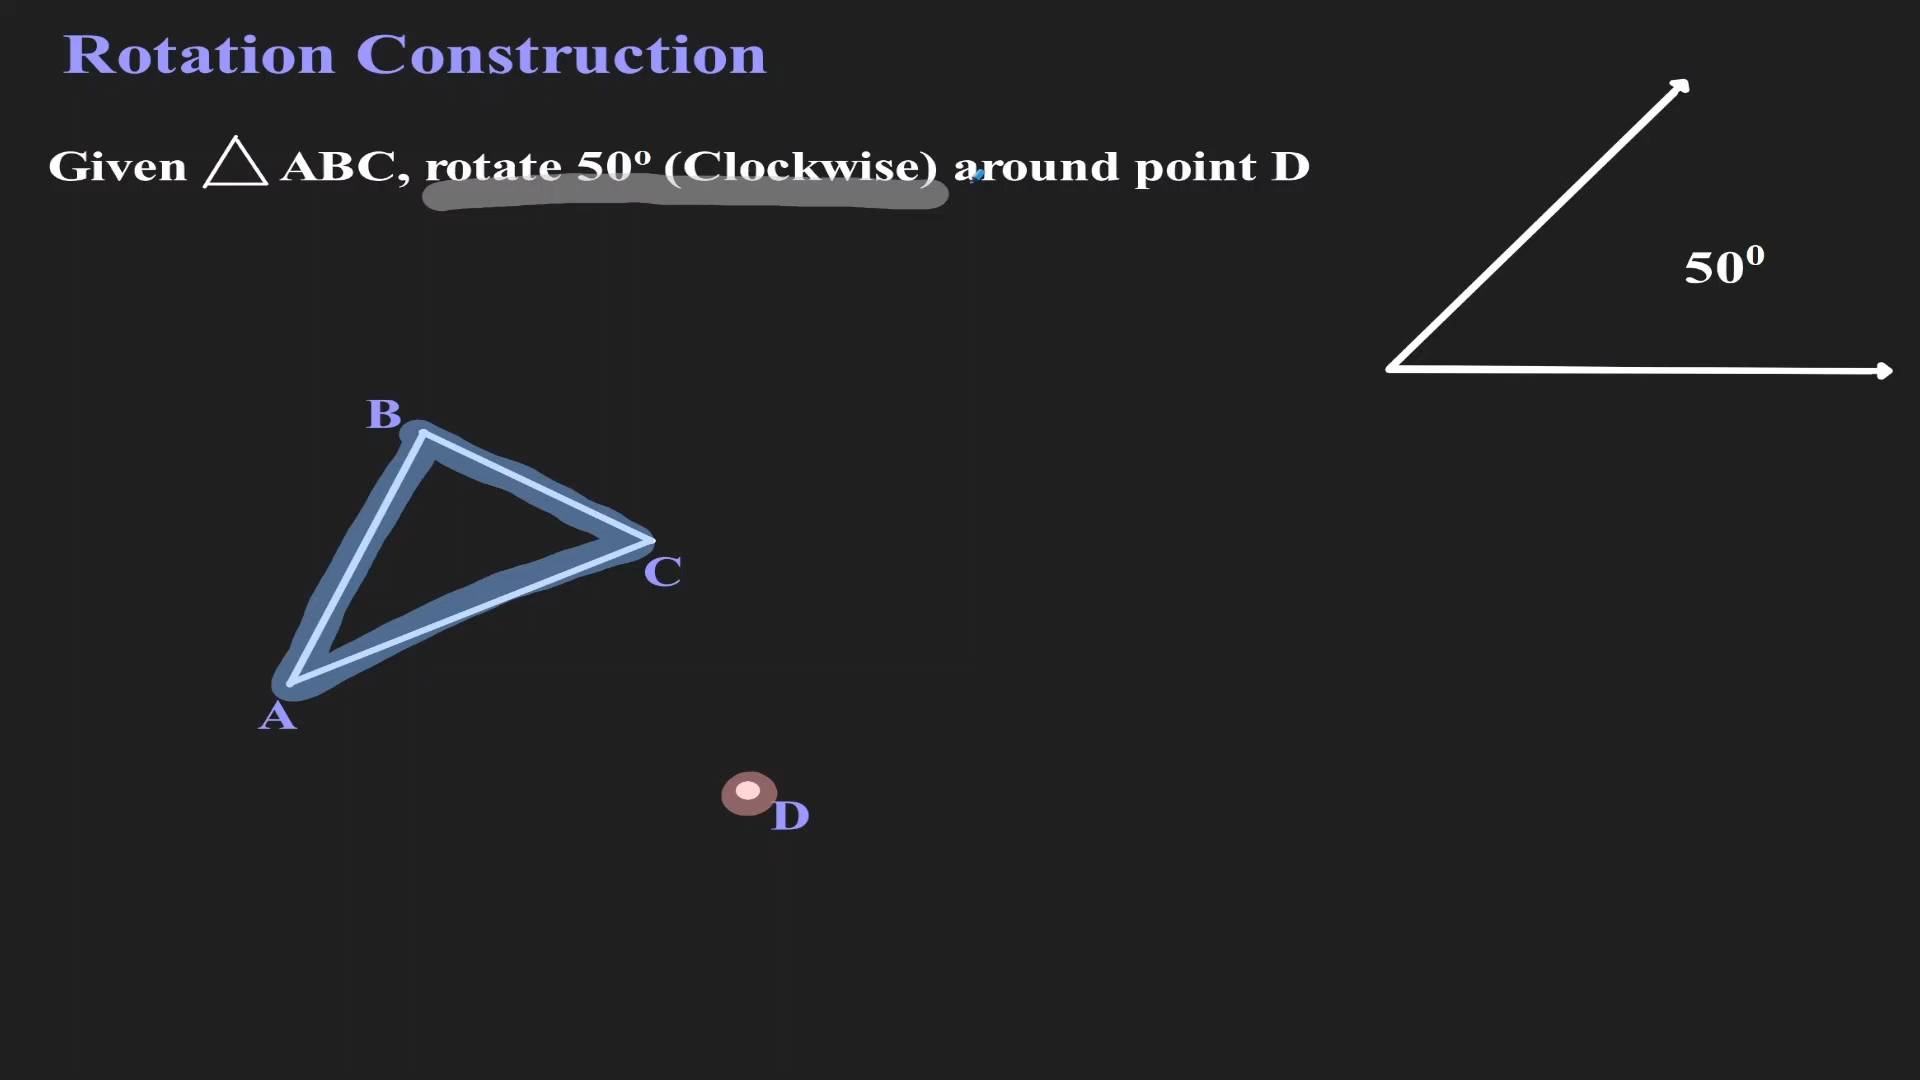 Rotation Construction
Given △ ABC, rotate 50º (Clockwise) around point D
50⁰
B
C
A
D